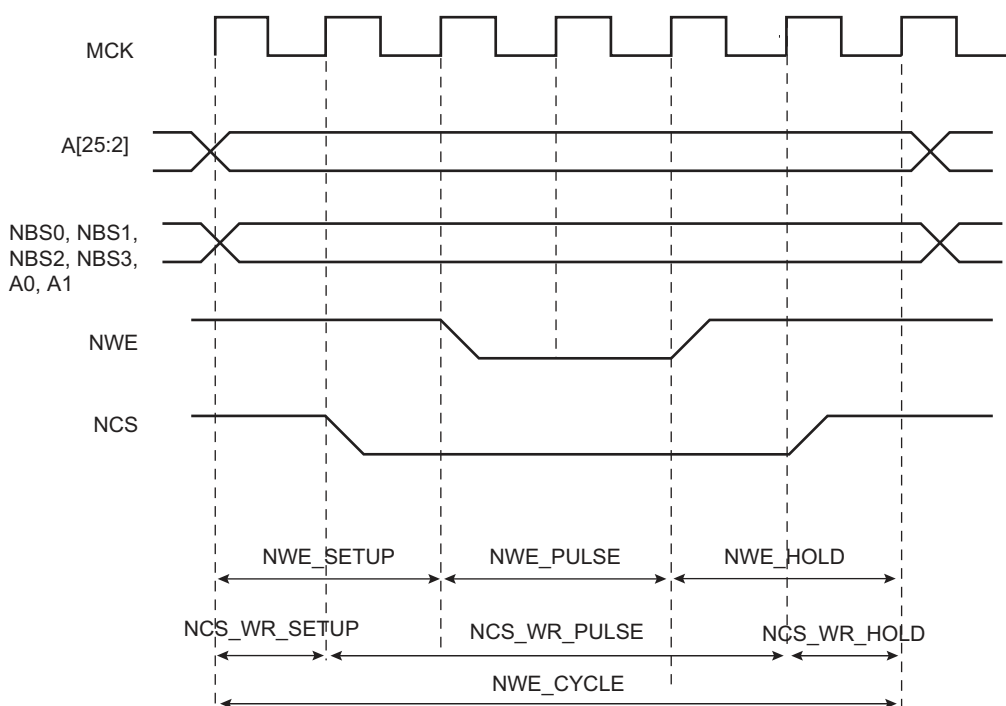 MCK
A[25:2]
NBS0, NBS1,
NBS2, NBS3,
A0, A1
NWE
NCS
NWE_SETUP
NWE_PULSE
NWE_HOLD
NCS_WR_SETUP
NCS_WR_PULSE
NCS_WR_HOLD
NWE_CYCLE